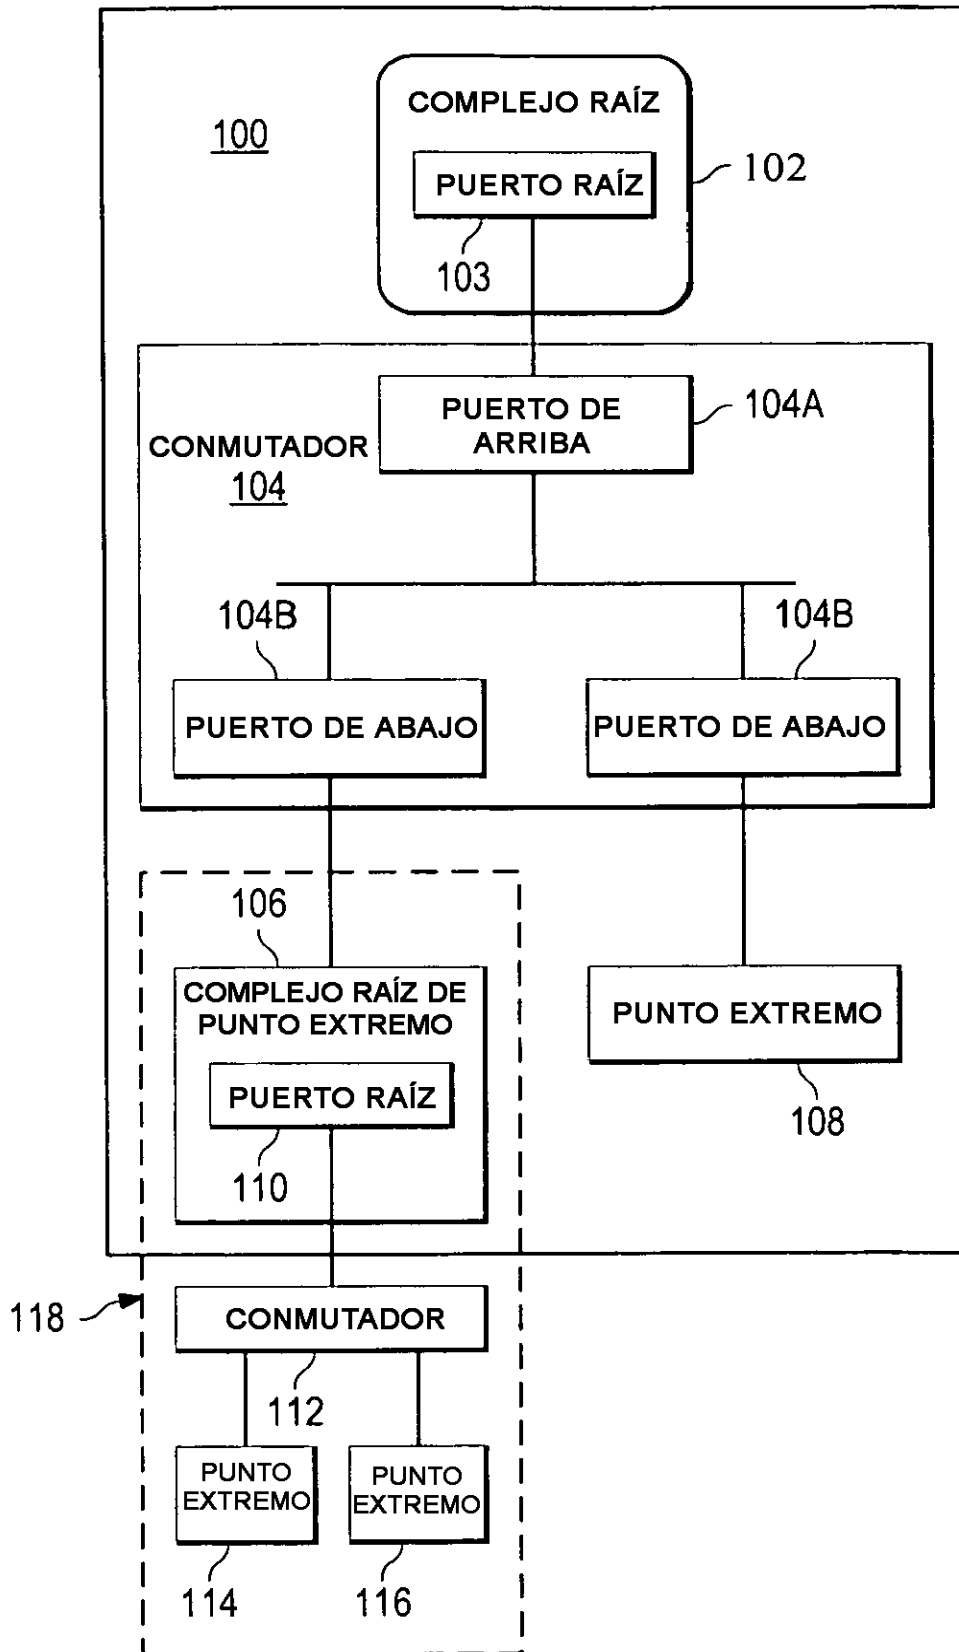 COMPLEJO RAÍZ
100
PUERTO RAÍZ
102
103
PUERTO DE
ARRIBA
104A
CONMUTADOR
104
104B
104B
PUERTO DE ABAJO
PUERTO DE ABAJO
106
COMPLEJO RAÍZ DE
PUNTO EXTREMO
PUNTO EXTREMO
PUERTO RAÍZ
108
110
118
CONMUTADOR
112
PUNTO
EXTREMO
PUNTO
EXTREMO
114
116